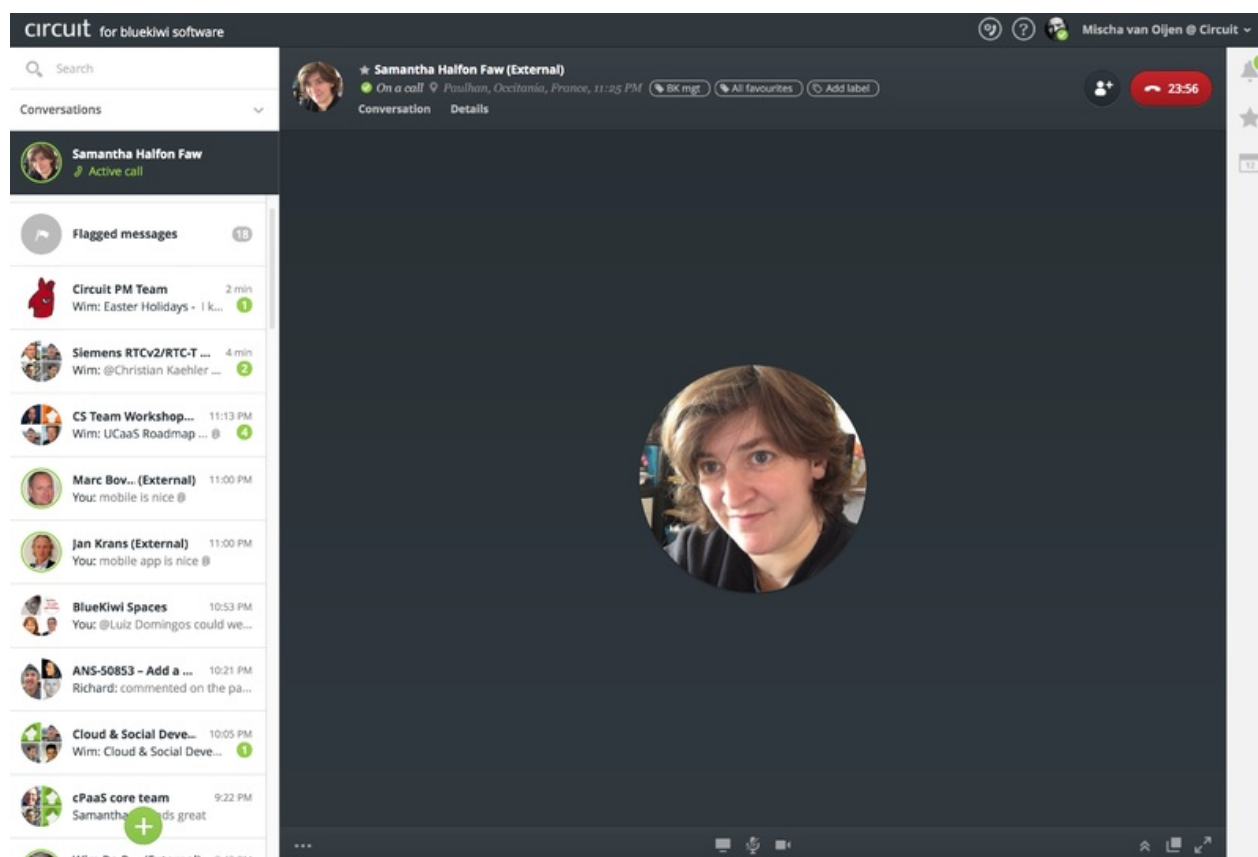 circuit for bluekiwi software
Mischa van Oijen @ Circuit
Search
Conversations
Samantha Halfon Faw
Active call
Flagged messages 18
Circuit PM Team 2 min
Wim: Easter Holidays - I k... 1
Siemens RTCv2/RTC-T ... 4 min
Wim: @Christian Kaehler ... 2
CS Team Workshop... 11:13 PM
Wim: UCaaS Roadmap ... 4
Marc Bov... (External) 11:00 PM
You: mobile is nice
Jan Krans (External) 11:00 PM
You: mobile app is nice
BlueKiwi Spaces 10:53 PM
You: @Luiz Domingos could we...
ANS-50853 – Add a ... 10:21 PM
Richard: commented on the pa...
Cloud & Social Deve... 10:05 PM
Wim: Cloud & Social Deve... 1
cPaaS core team 9:22 PM
Samantha ds great
Samantha Halfon Faw (External)
On a call Paulhan, Occitania, France, 11:25 PM BK mgt All favourites Add label
Conversation Details
23:56
12